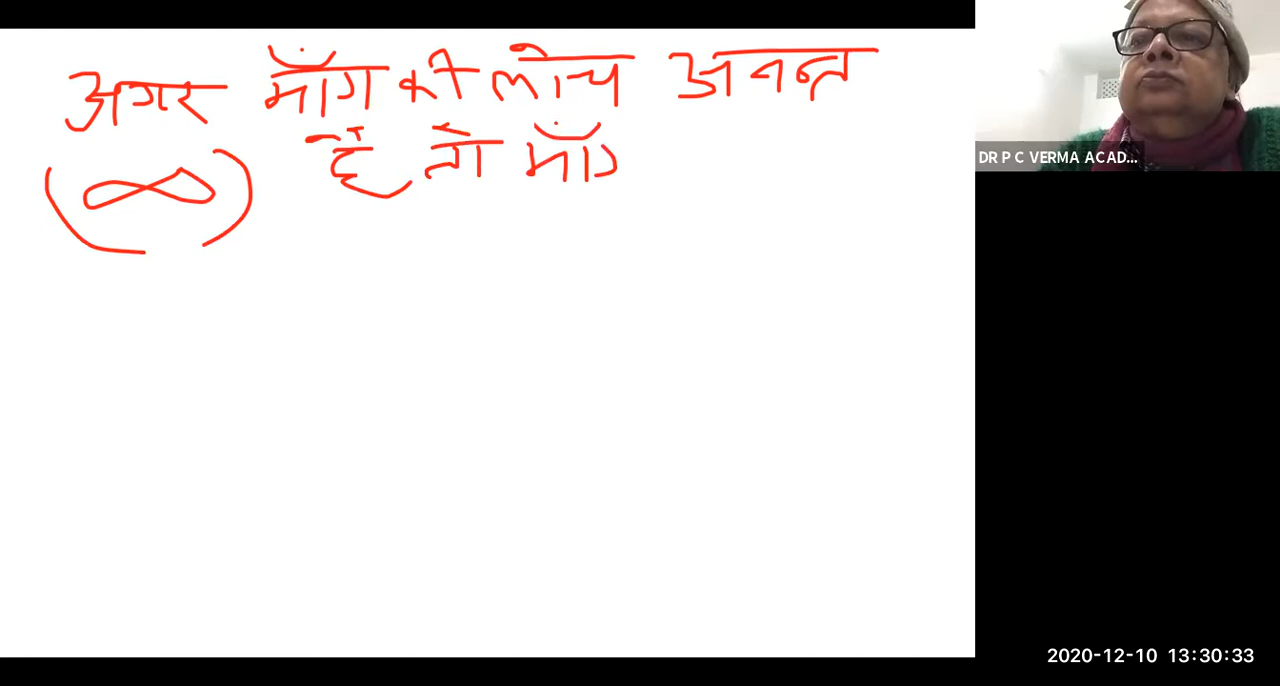 अगर माँग की लोच अनन्त
(∞) है तो माँग
DR P C VERMA ACAD...
2020-12-10 13:30:33